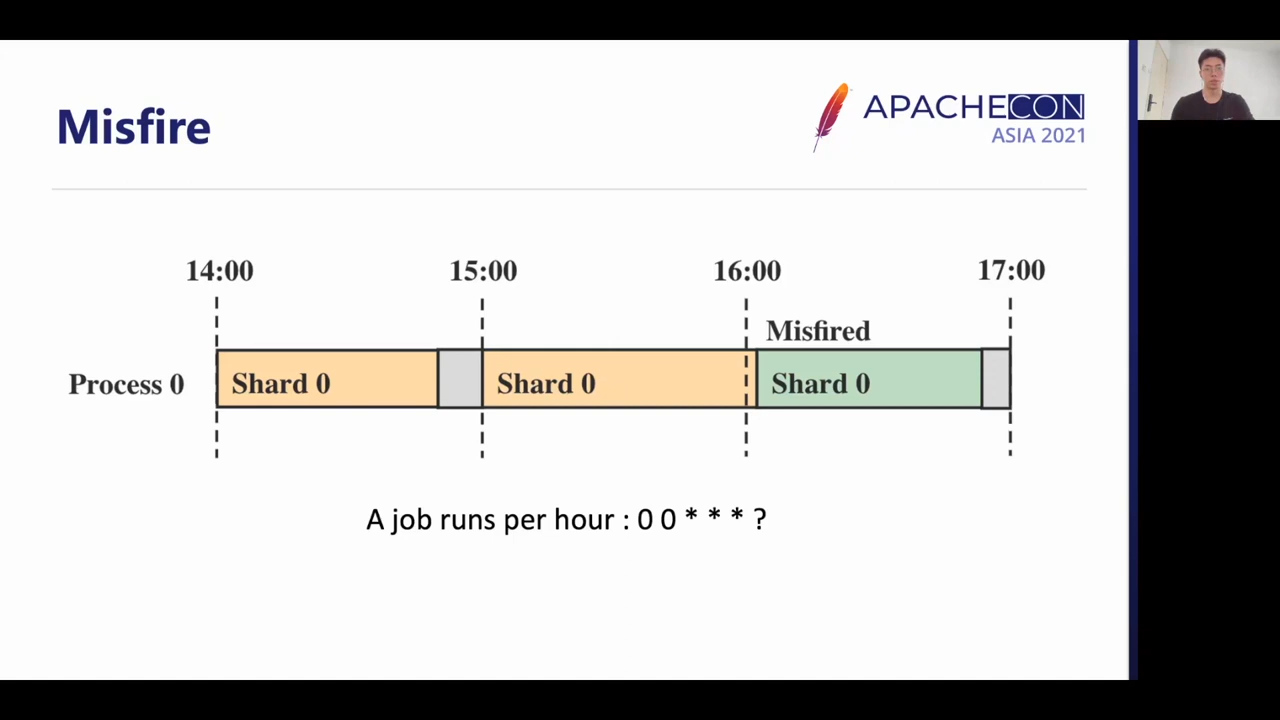 Misfire
APACHECON
ASIA 2021
14:00 15:00 16:00 17:00
Misfired
Process 0 Shard 0 Shard 0 Shard 0
A job runs per hour : 0 0 * * * ?